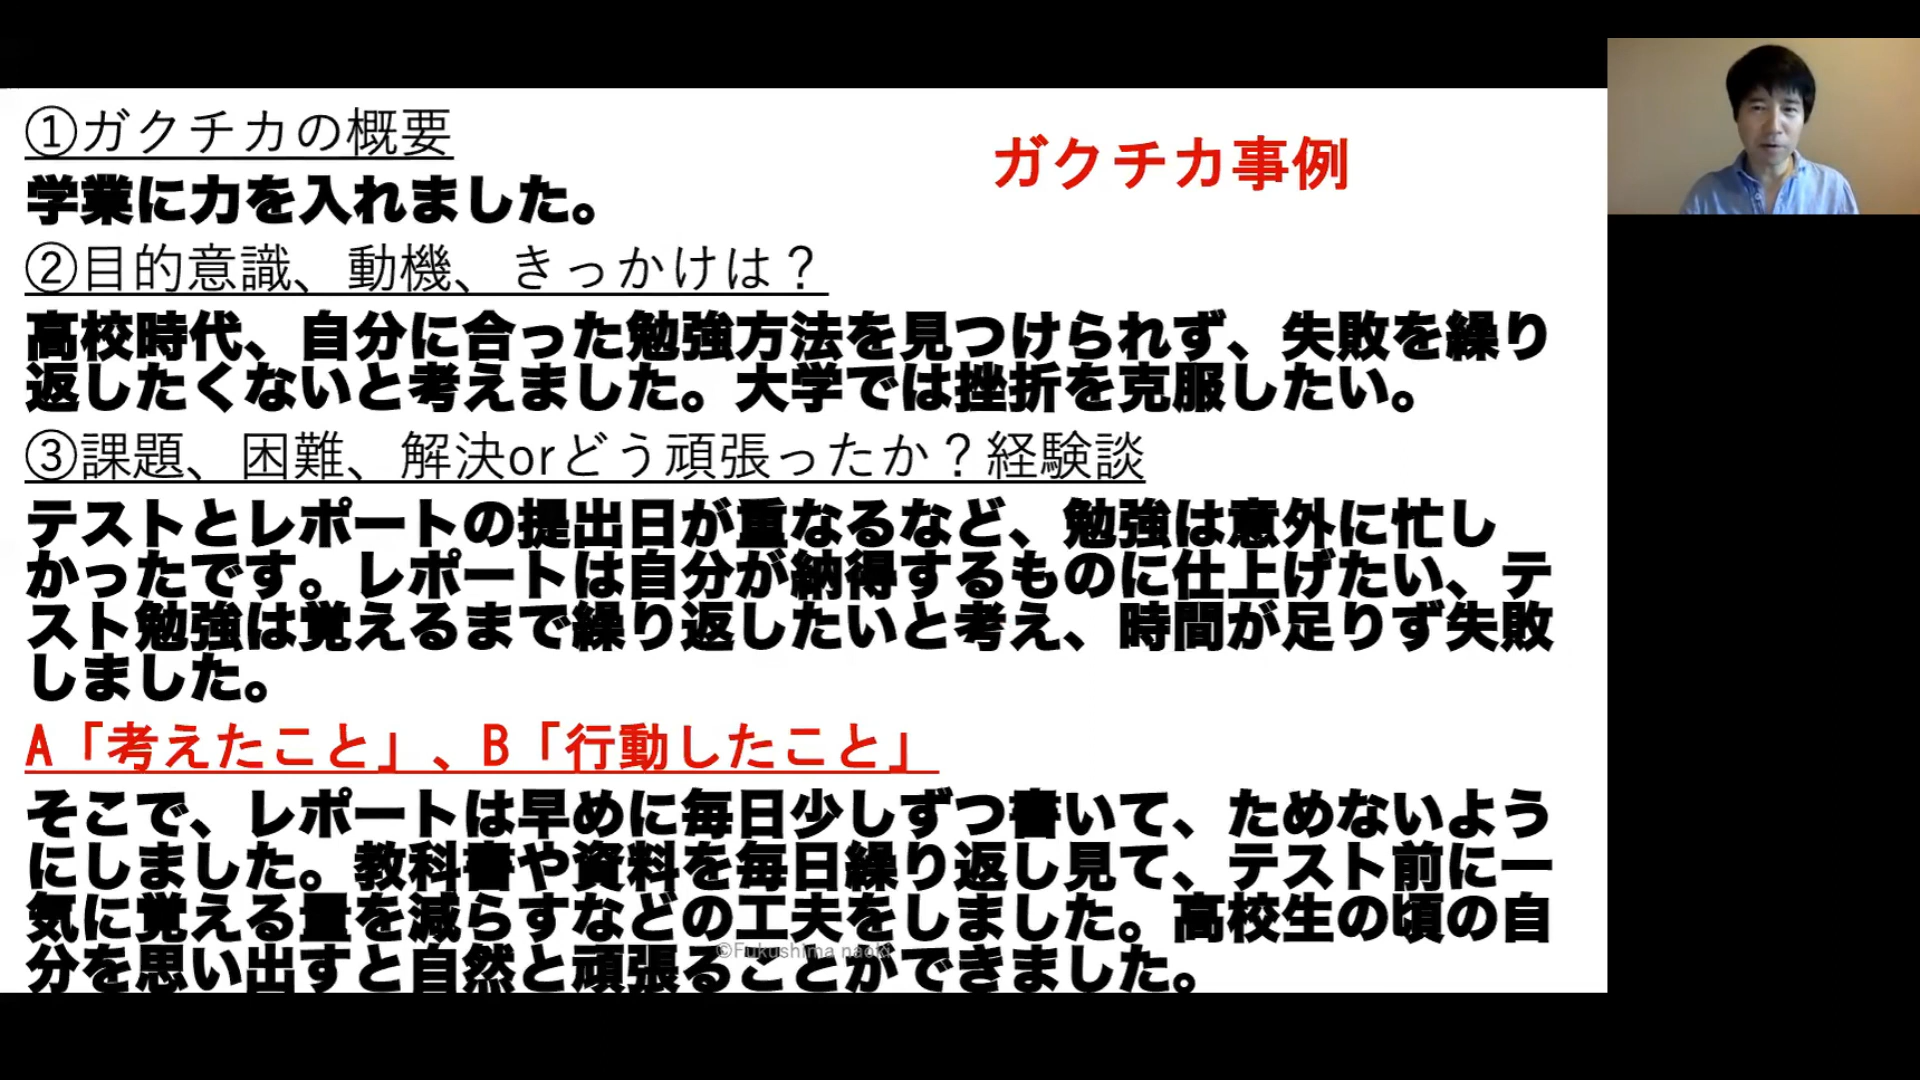 ①ガクチカの概要
ガクチカ事例
学業に力を入れました。
②目的意識、動機、きっかけは？
高校時代、自分に合った勉強方法を見つけられず、失敗を繰り
返したくないと考えました。大学では挫折を克服したい。
③課題、困難、解決orどう頑張ったか？経験談
テストとレポートの提出日が重なるなど、勉強は意外に忙し
かったです。レポートは自分が納得するものに仕上げたい、テ
スト勉強は覚えるまで繰り返したいと考え、時間が足りず失敗
しました。
A「考えたこと」、B「行動したこと」
そこで、レポートは早めに毎日少しずつ書いて、ためないよう
にしました。教科書や資料を毎日繰り返し見て、テスト前に一
気に覚える量を減らすなどの工夫をしました。高校生の頃の自
分を思い出すと自然と頑張ることができました。
©Fukushima naoki